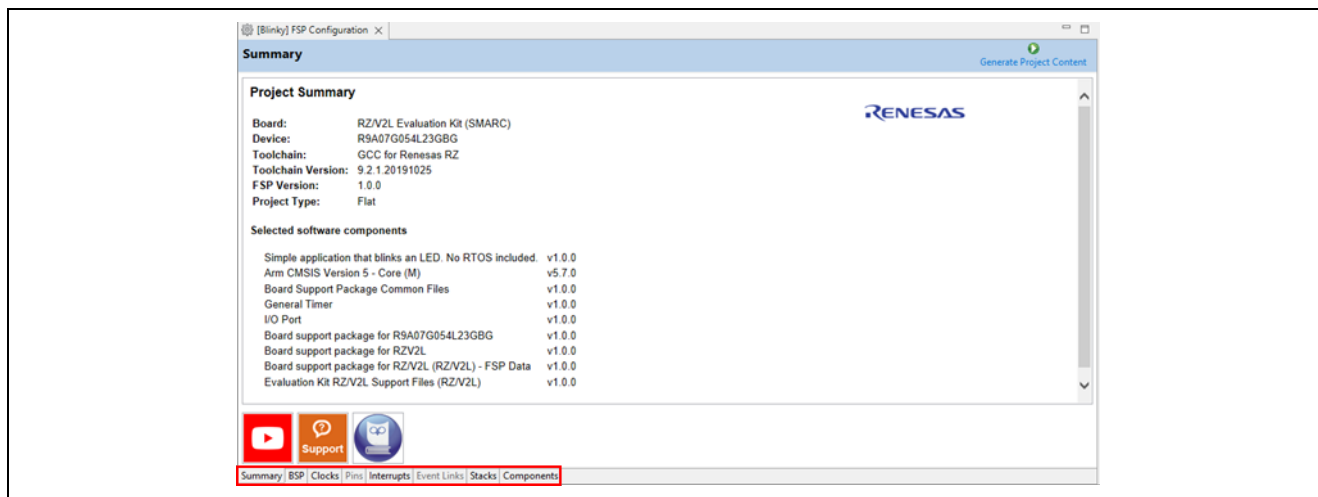 [Blinky] FSP Configuration
Summary
Generate Project Content
Project Summary
RENESAS
Board: RZ/V2L Evaluation Kit (SMARC)
Device: R9A07G054L23GBG
Toolchain: GCC for Renesas RZ
Toolchain Version: 9.2.1.20191025
FSP Version: 1.0.0
Project Type: Flat
Selected software components
Simple application that blinks an LED. No RTOS included. v1.0.0
Arm CMSIS Version 5 - Core (M) v5.7.0
Board Support Package Common Files v1.0.0
General Timer v1.0.0
I/O Port v1.0.0
Board support package for R9A07G054L23GBG v1.0.0
Board support package for RZV2L v1.0.0
Board support package for RZ/V2L (RZ/V2L) - FSP Data v1.0.0
Evaluation Kit RZ/V2L Support Files (RZ/V2L) v1.0.0
Support
Summary BSP Clocks Pins Interrupts Event Links Stacks Components